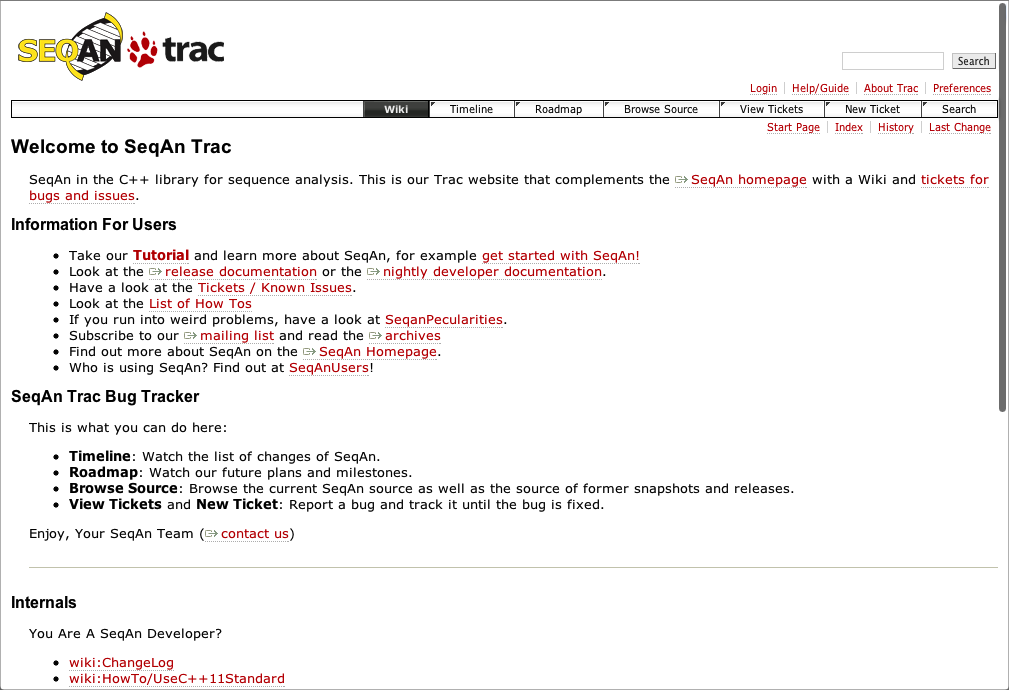 SEQAN trac
Search
Login Help/Guide About Trac Preferences
Wiki Timeline Roadmap Browse Source View Tickets New Ticket Search
Start Page Index History Last Change
Welcome to SeqAn Trac
SeqAn in the C++ library for sequence analysis. This is our Trac website that complements the SeqAn homepage with a Wiki and tickets for
bugs and issues.
Information For Users
Take our Tutorial and learn more about SeqAn, for example get started with SeqAn!
Look at the release documentation or the nightly developer documentation.
Have a look at the Tickets / Known Issues.
Look at the List of How Tos
If you run into weird problems, have a look at SeqanPecularities.
Subscribe to our mailing list and read the archives
Find out more about SeqAn on the SeqAn Homepage.
Who is using SeqAn? Find out at SeqAnUsers!
SeqAn Trac Bug Tracker
This is what you can do here:
Timeline: Watch the list of changes of SeqAn.
Roadmap: Watch our future plans and milestones.
Browse Source: Browse the current SeqAn source as well as the source of former snapshots and releases.
View Tickets and New Ticket: Report a bug and track it until the bug is fixed.
Enjoy, Your SeqAn Team (contact us)
Internals
You Are A SeqAn Developer?
wiki:ChangeLog
wiki:HowTo/UseC++11Standard